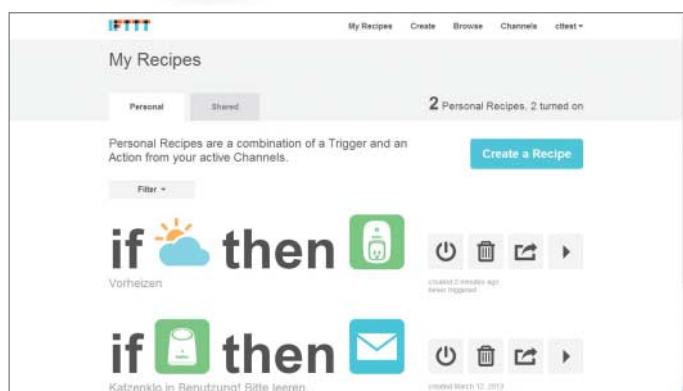 IFTTT
My Recipes Create Browse Channels cttest
My Recipes
Personal Shared
2 Personal Recipes, 2 turned on
Personal Recipes are a combination of a Trigger and an
Action from your active Channels.
Create a Recipe
Filter
if then
Vorheizen
created 2 minutes ago
never triggered
if then
Katzenklo in Benutzung! Bitte leeren.
created March 12, 2013